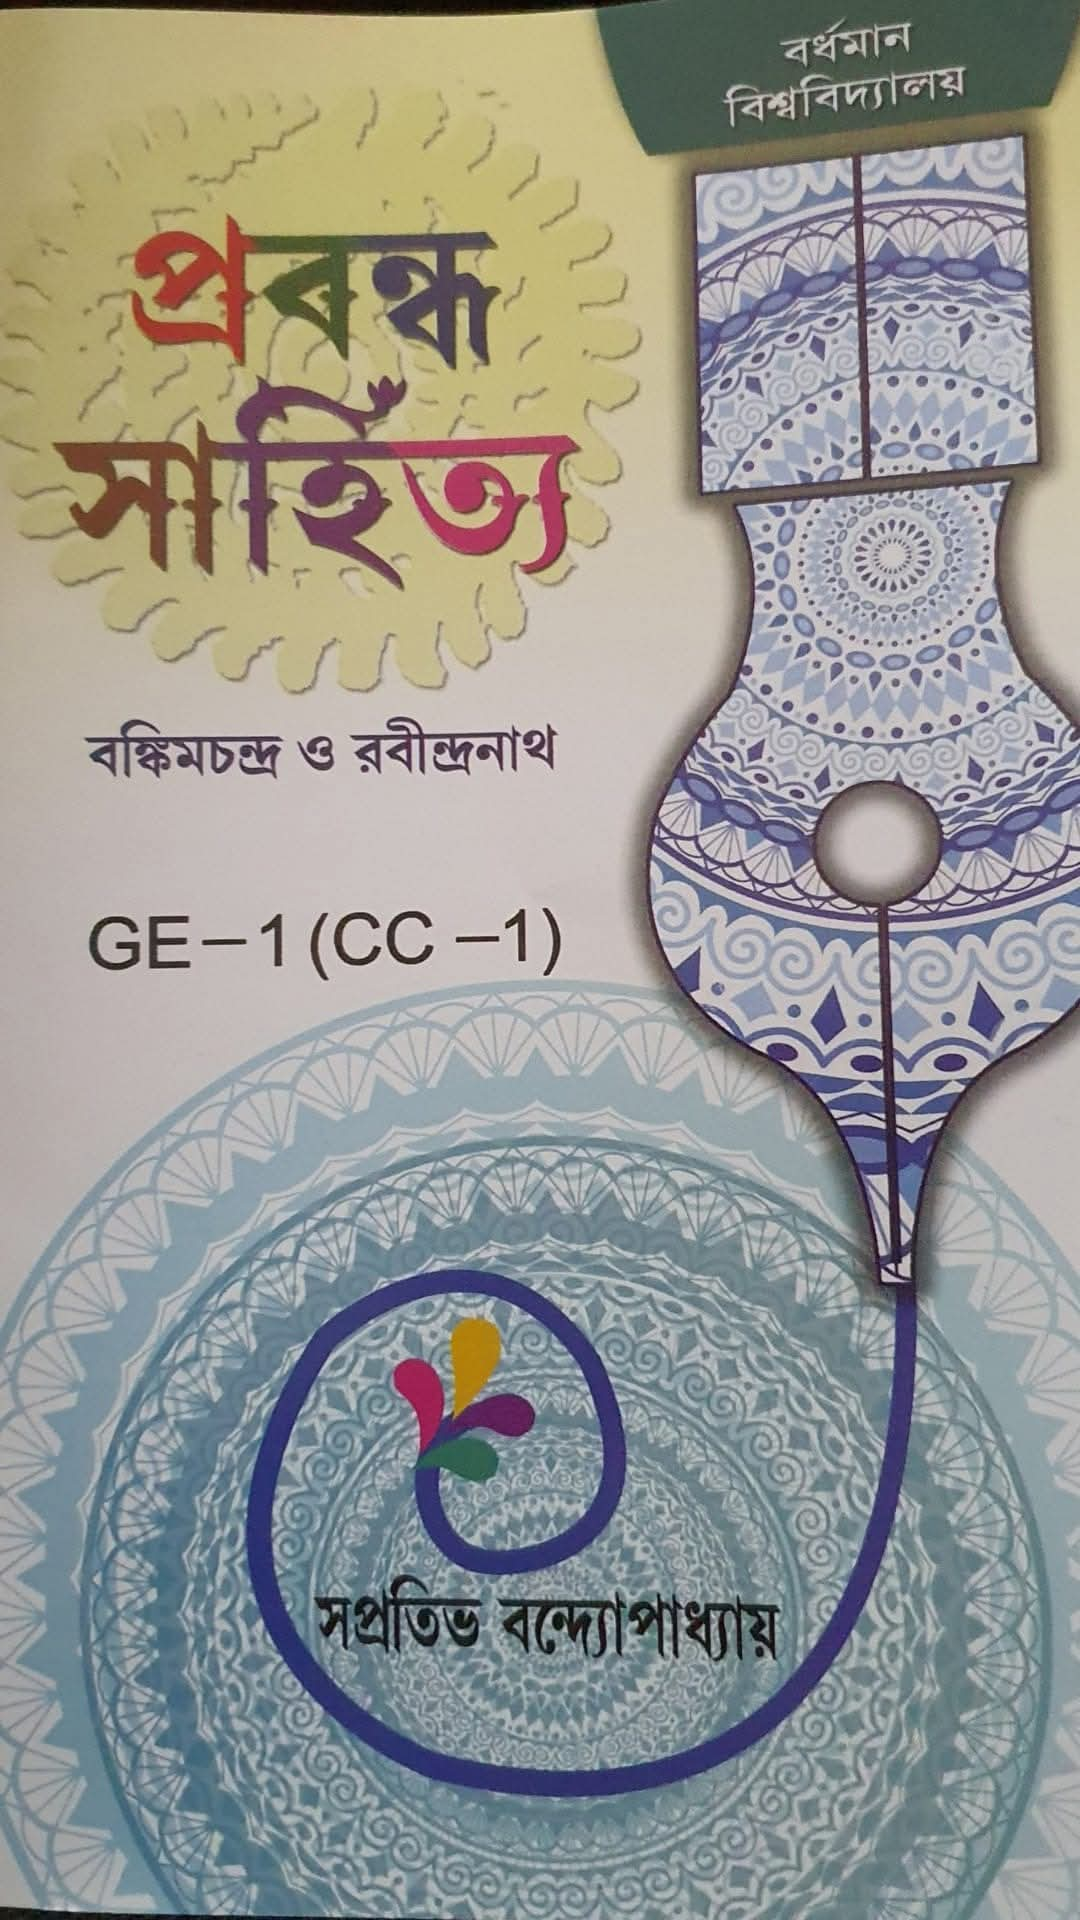 বর্ধমান
বিশ্ববিদ্যালয়
প্রবন্ধ
সাহিত্য
বঙ্কিমচন্দ্র ও রবীন্দ্রনাথ
GE–1 (CC –1)
সপ্রতিভ বন্দ্যোপাধ্যায়